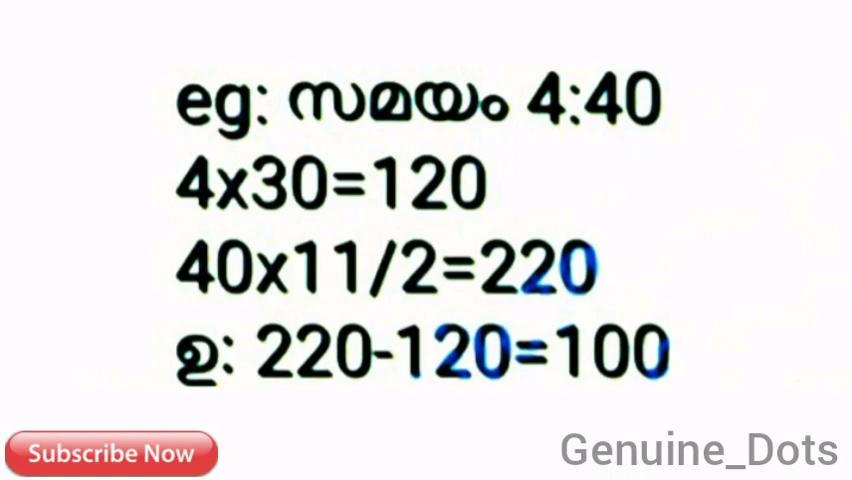 eg: സമയം 4:40
4x30=120
40x11/2=220
ഉ: 220-120=100
Subscribe Now
Genuine_Dots